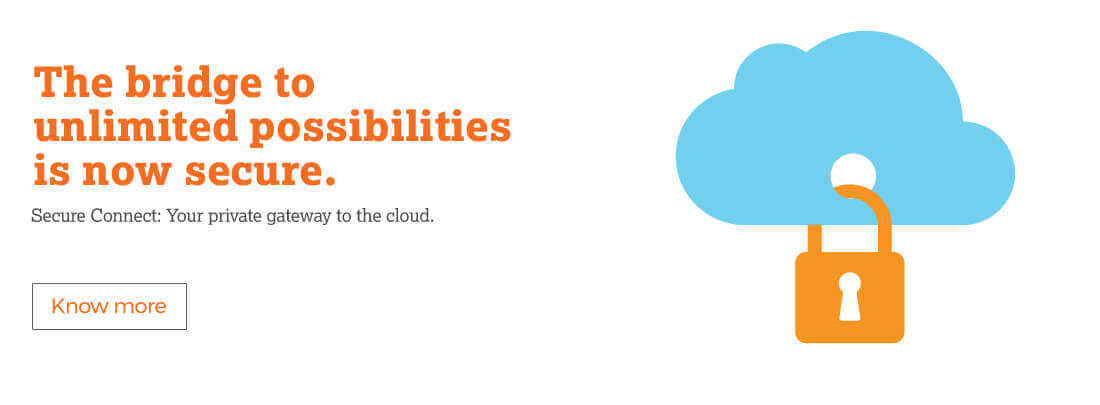 The bridge to
unlimited possibilities
is now secure.
Secure Connect: Your private gateway to the cloud.
Know more